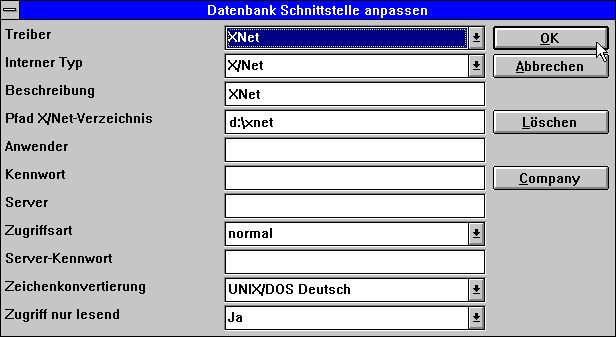 Datenbank Schnittstelle anpassen
Treiber XNet OK
Interner Typ X/Net Abbrechen
Beschreibung XNet
Pfad X/Net-Verzeichnis d:\xnet Löschen
Anwender
Kennwort Company
Server
Zugriffsart normal
Server-Kennwort
Zeichenkonvertierung UNIX/DOS Deutsch
Zugriff nur lesend Ja